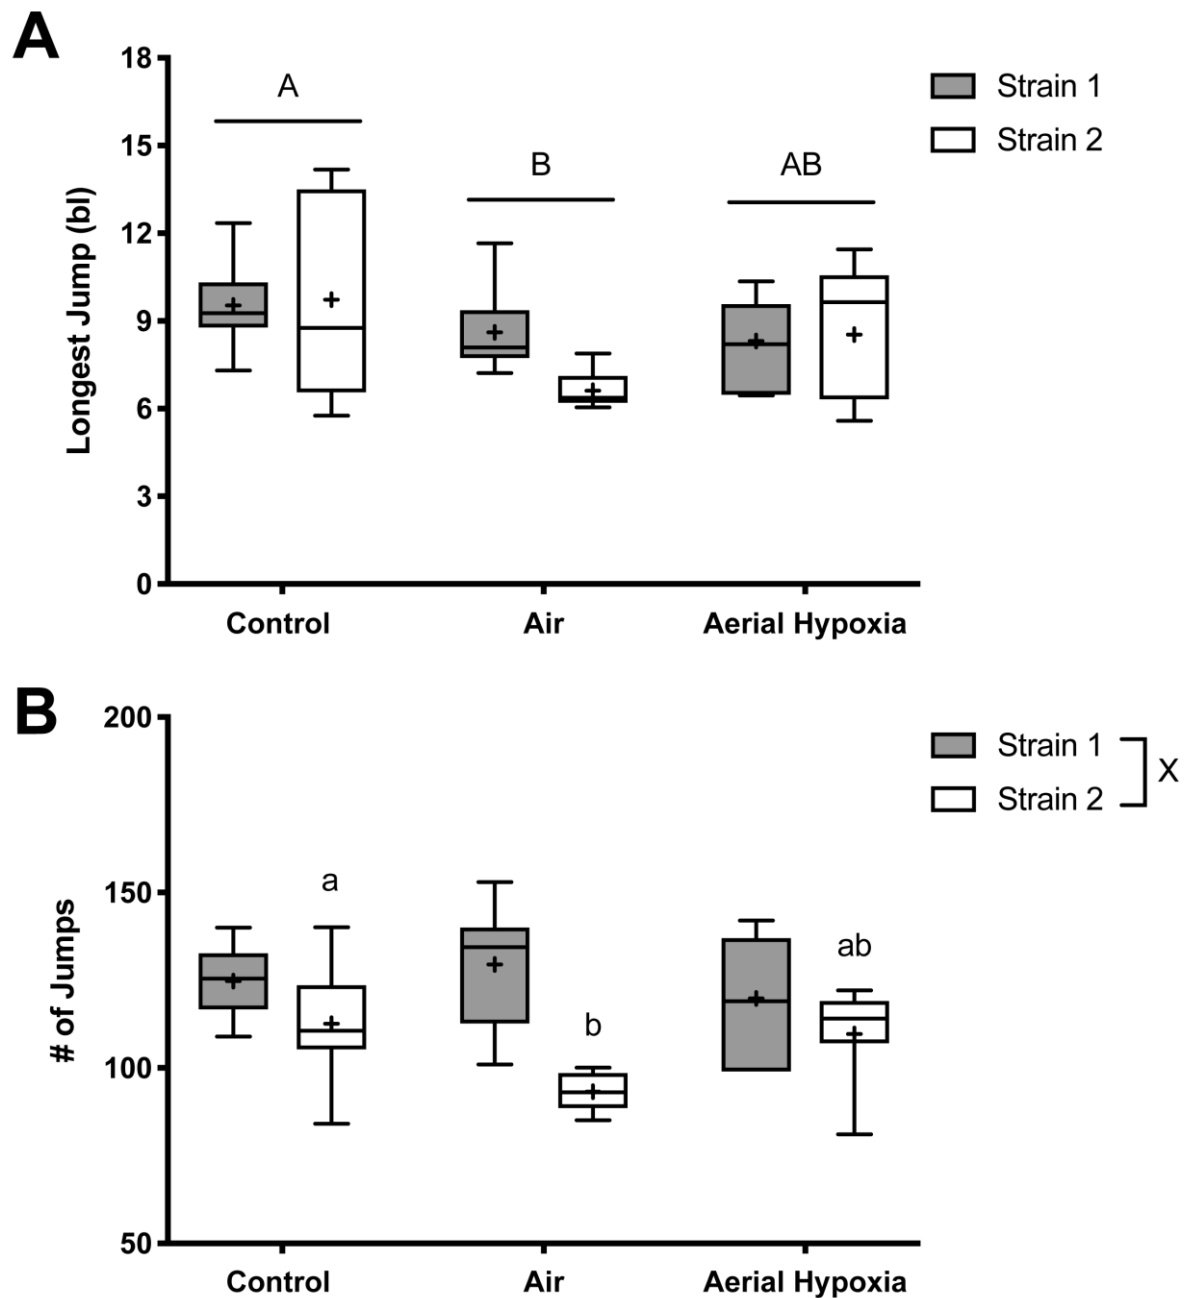 A
18
A
Strain 1
15
B
AB
Strain 2
12
Longest Jump (bl)
9
6
3
0
Control
Air
Aerial Hypoxia
B
200
Strain 1
X
Strain 2
150
a
ab
# of Jumps
b
100
50
Control
Air
Aerial Hypoxia